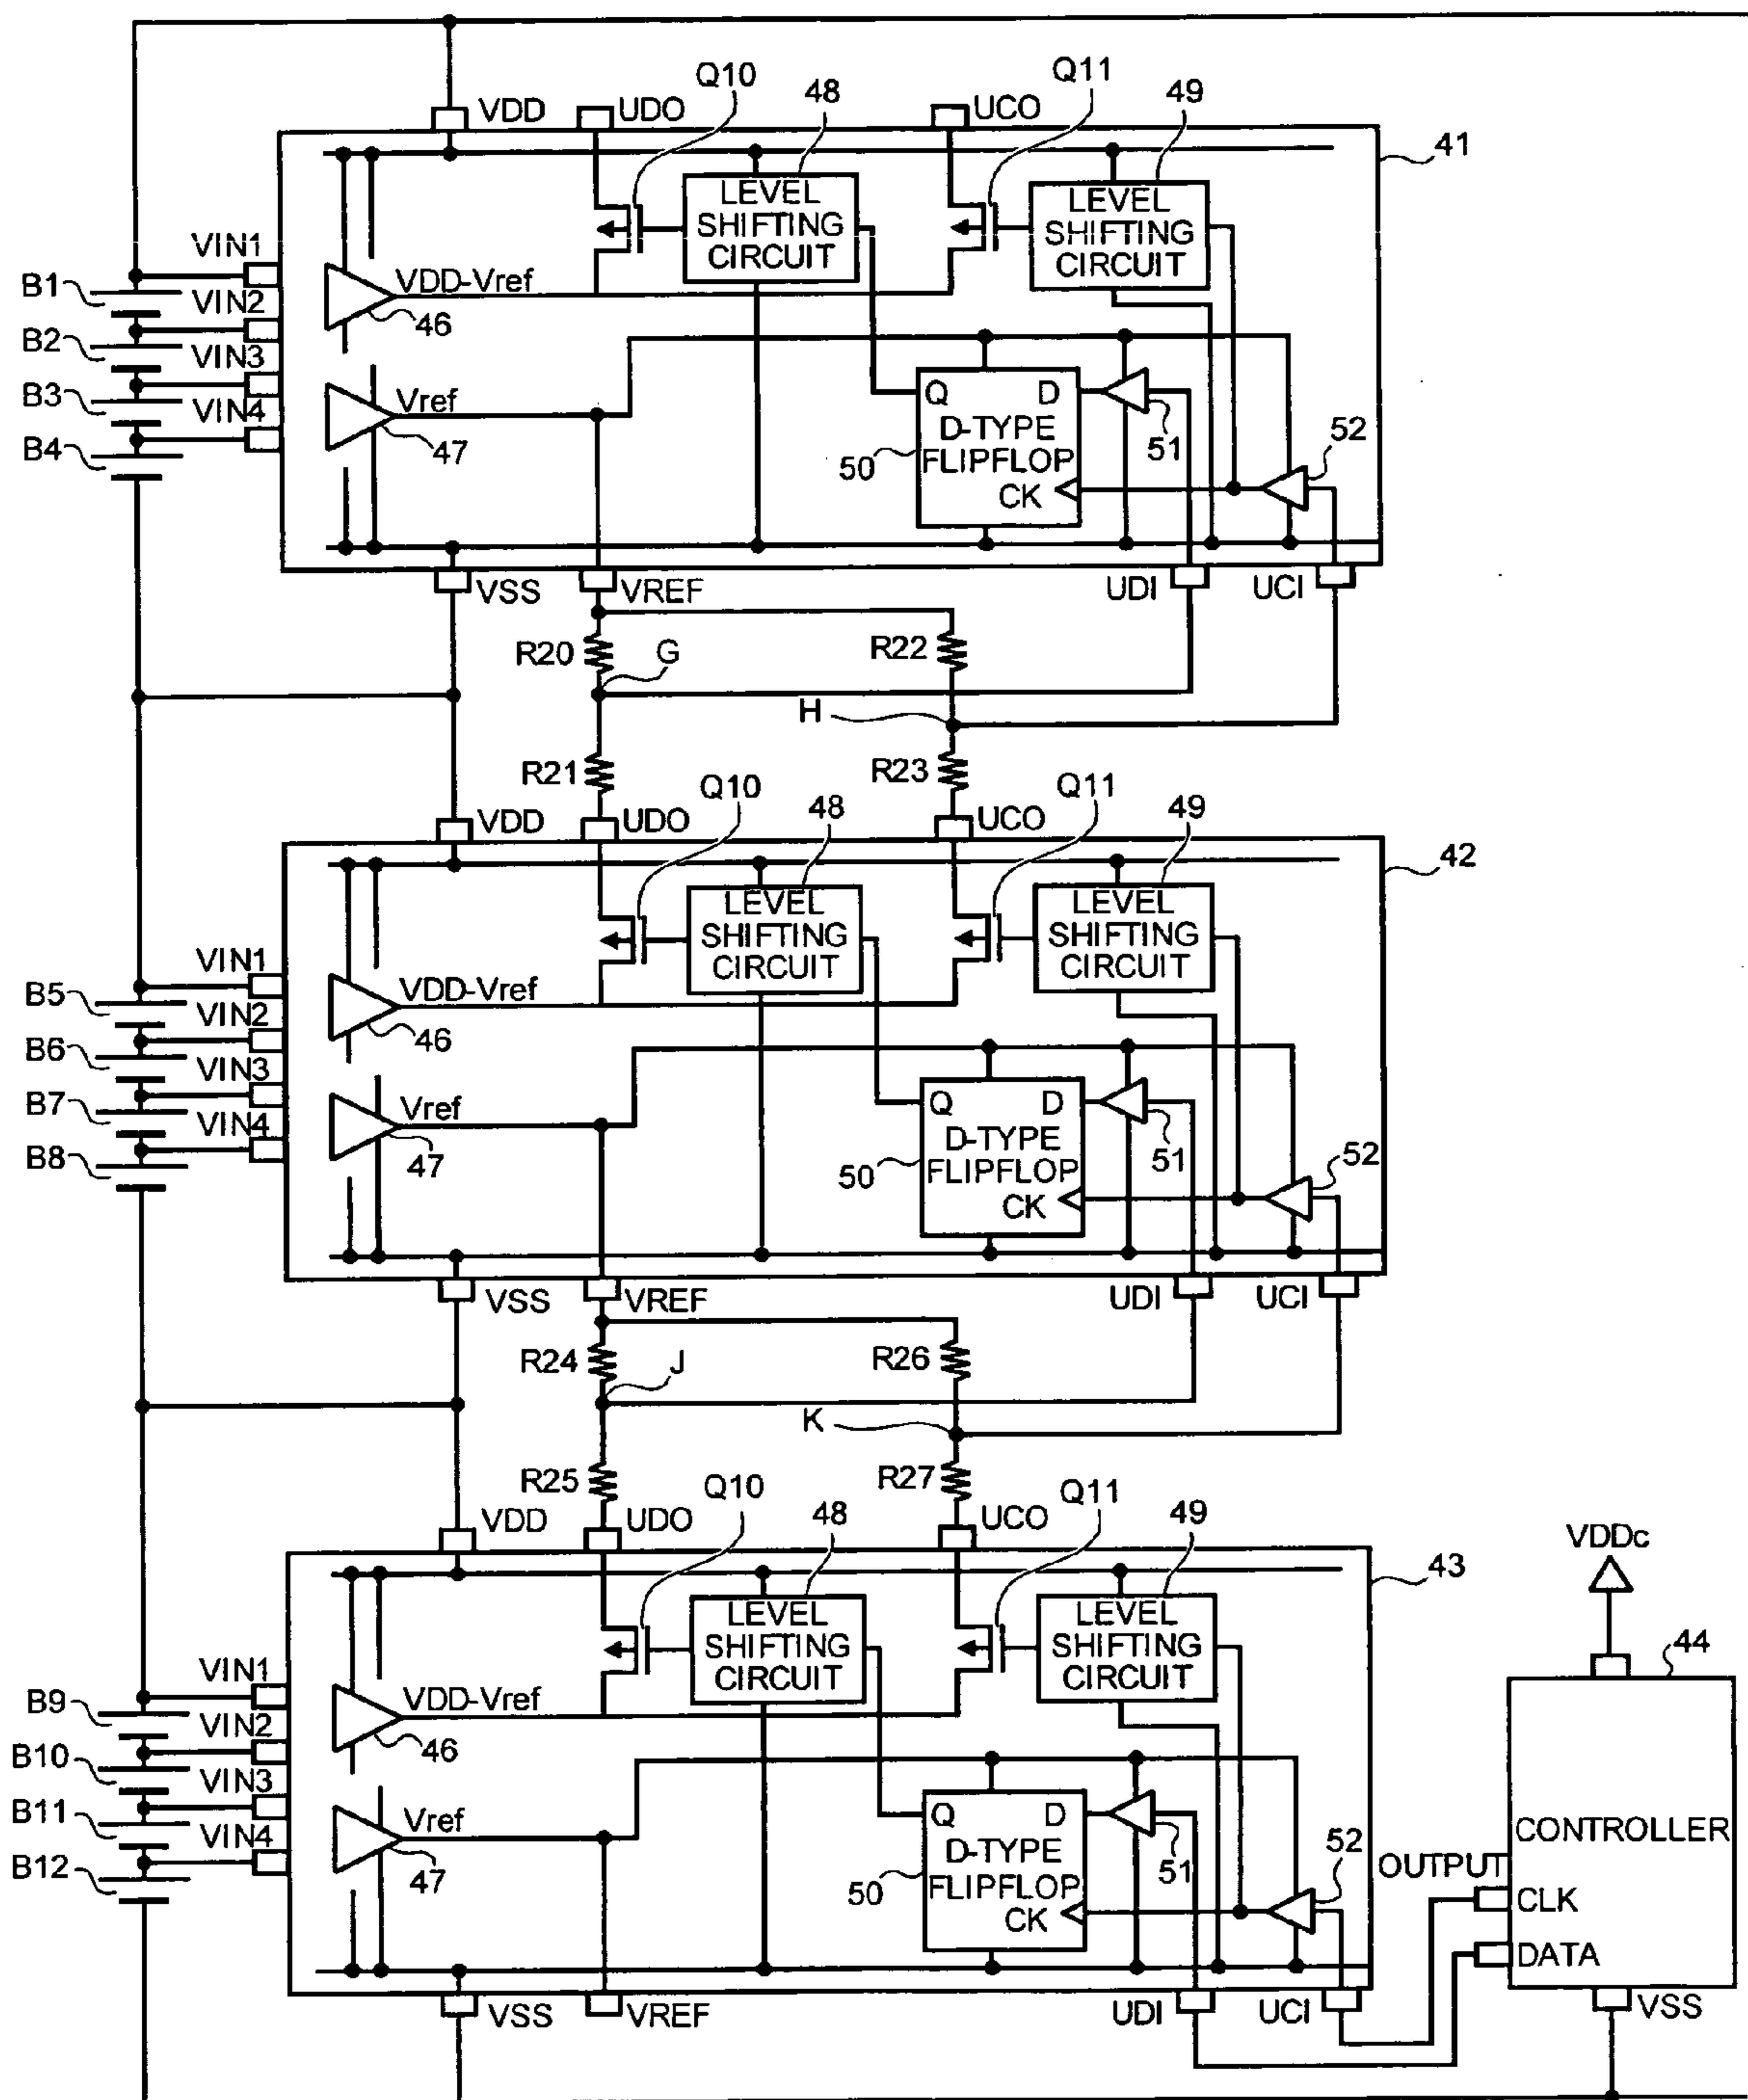 Q10
48
Q11
49
VDD
UDO
UCO
41
LEVEL
SHIFTING
CIRCUIT
LEVEL
SHIFTING
CIRCUIT
VIN1
B1
VIN2
VDD-Vref
46
B2
VIN3
B3
VIN4
Vref
47
B4
Q
D
D-TYPE
FLIPFLOP
CK
50
51
52
VSS
VREF
UDI
UCI
R20
G
R22
H
R21
R23
Q10
48
Q11
49
VDD
UDO
UCO
42
LEVEL
SHIFTING
CIRCUIT
LEVEL
SHIFTING
CIRCUIT
VIN1
B5
VIN2
VDD-Vref
46
B6
VIN3
B7
VIN4
Vref
47
B8
Q
D
D-TYPE
FLIPFLOP
CK
50
51
52
VSS
VREF
UDI
UCI
R24
J
R26
K
R25
R27
Q10
48
Q11
49
VDD
UDO
UCO
43
LEVEL
SHIFTING
CIRCUIT
LEVEL
SHIFTING
CIRCUIT
VIN1
B9
VIN2
VDD-Vref
46
B10
VIN3
B11
VIN4
Vref
47
B12
Q
D
D-TYPE
FLIPFLOP
CK
50
51
52
VSS
VREF
UDI
UCI
VDDc
44
CONTROLLER
OUTPUT
CLK
DATA
VSS